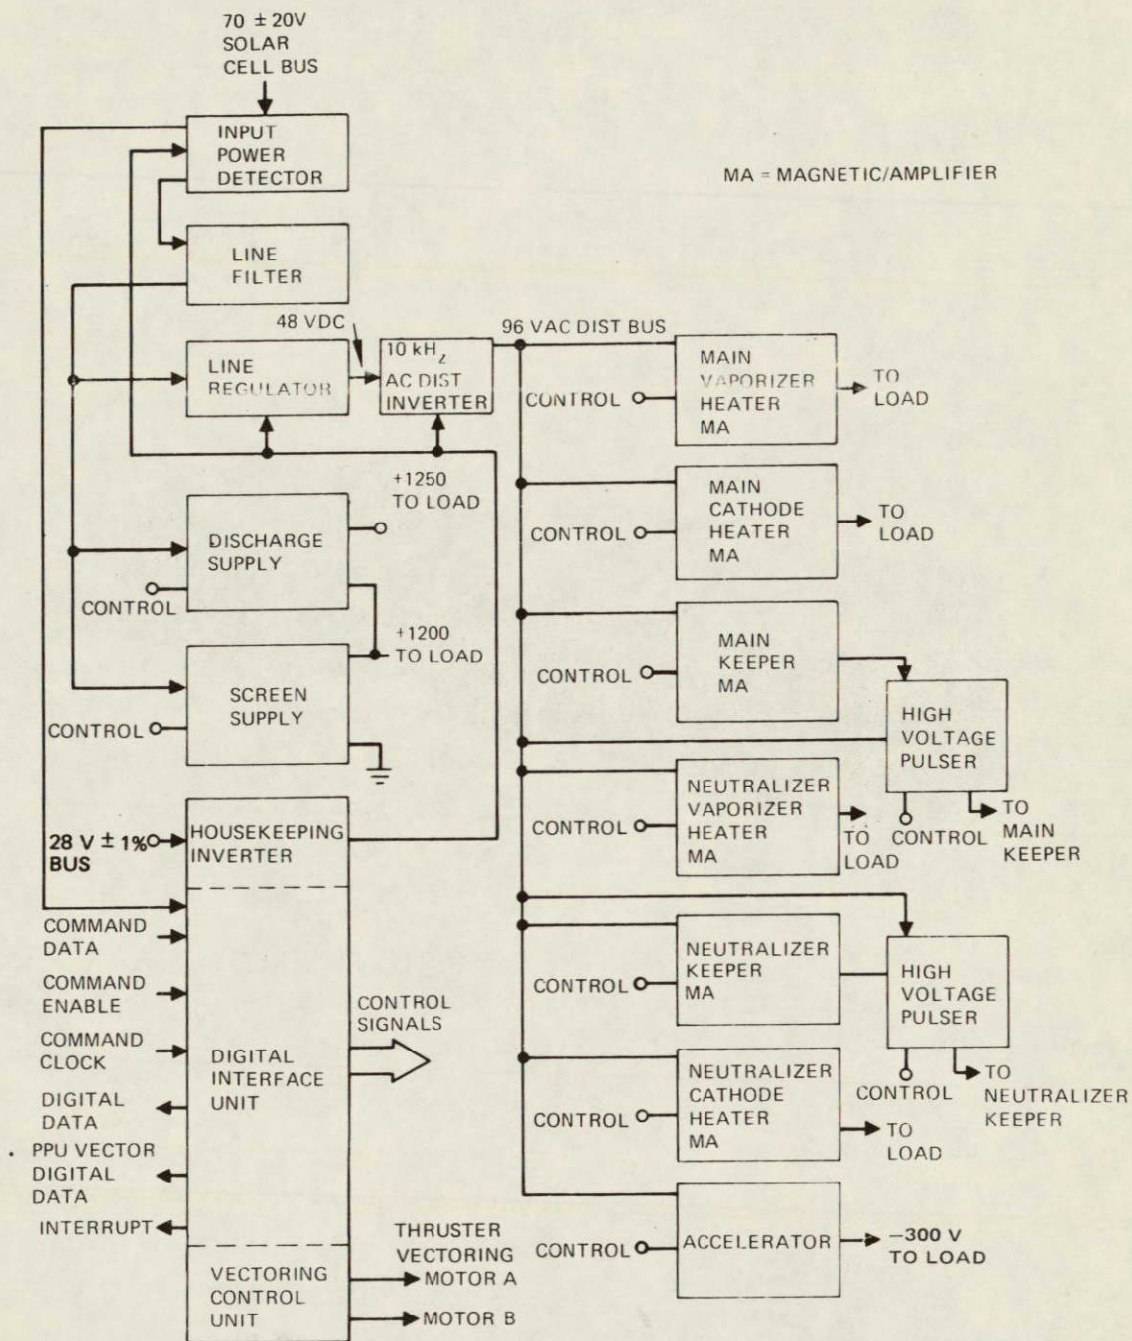 70 ± 20V
SOLAR
CELL BUS
INPUT
POWER
DETECTOR
MA = MAGNETIC/AMPLIFIER
LINE
FILTER
48 VDC
96 VAC DIST BUS
LINE
REGULATOR
10 kHz
AC DIST
INVERTER
MAIN
VAPORIZER
HEATER
MA
CONTROL
TO
LOAD
+1250
TO LOAD
MAIN
CATHODE
HEATER
MA
CONTROL
TO
LOAD
DISCHARGE
SUPPLY
CONTROL
+1200
TO LOAD
MAIN
KEEPER
MA
CONTROL
SCREEN
SUPPLY
CONTROL
HIGH
VOLTAGE
PULSER
CONTROL
TO
MAIN
KEEPER
NEUTRALIZER
VAPORIZER
HEATER
MA
CONTROL
TO
LOAD
28 V ± 1%
BUS
HOUSEKEEPING
INVERTER
COMMAND
DATA
COMMAND
ENABLE
COMMAND
CLOCK
DIGITAL
DATA
PPU VECTOR
DIGITAL
DATA
INTERRUPT
DIGITAL
INTERFACE
UNIT
CONTROL
SIGNALS
NEUTRALIZER
KEEPER
MA
CONTROL
HIGH
VOLTAGE
PULSER
CONTROL
TO
NEUTRALIZER
KEEPER
NEUTRALIZER
CATHODE
HEATER
MA
CONTROL
TO
LOAD
VECTORING
CONTROL
UNIT
THRUSTER
VECTORING
MOTOR A
MOTOR B
CONTROL
ACCELERATOR
−300 V
TO LOAD